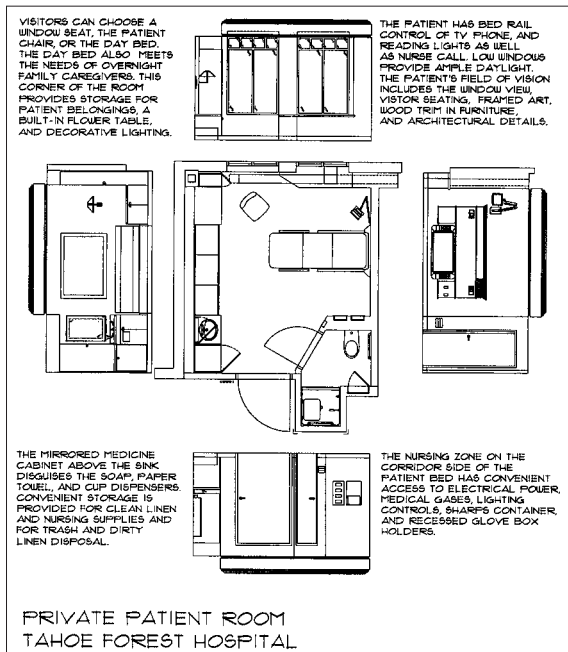 VISITORS CAN CHOOSE A
WINDOW SEAT, THE PATIENT
CHAIR, OR THE DAY BED.
THE DAY BED ALSO MEETS
THE NEEDS OF OVERNIGHT
FAMILY CAREGIVERS. THIS
CORNER OF THE ROOM
PROVIDES STORAGE FOR
PATIENT BELONGINGS, A
BUILT-IN FLOWER TABLE,
AND DECORATIVE LIGHTING.
THE PATIENT HAS BED RAIL
CONTROL OF TV PHONE, AND
READING LIGHTS AS WELL
AS NURSE CALL. LOW WINDOWS
PROVIDE AMPLE DAYLIGHT.
THE PATIENT'S FIELD OF VISION
INCLUDES THE WINDOW VIEW,
VISTOR SEATING, FRAMED ART,
WOOD TRIM IN FURNITURE,
AND ARCHITECTURAL DETAILS.
THE MIRRORED MEDICINE
CABINET ABOVE THE SINK
DISGUISES THE SOAP, PAPER
TOWEL, AND CUP DISPENSERS.
CONVENIENT STORAGE IS
PROVIDED FOR CLEAN LINEN
AND NURSING SUPPLIES AND
FOR TRASH AND DIRTY
LINEN DISPOSAL.
THE NURSING ZONE ON THE
CORRIDOR SIDE OF THE
PATIENT BED HAS CONVENIENT
ACCESS TO ELECTRICAL POWER,
MEDICAL GASES, LIGHTING
CONTROLS, SHARPS CONTAINER,
AND RECESSED GLOVE BOX
HOLDERS.
PRIVATE PATIENT ROOM
TAHOE FOREST HOSPITAL